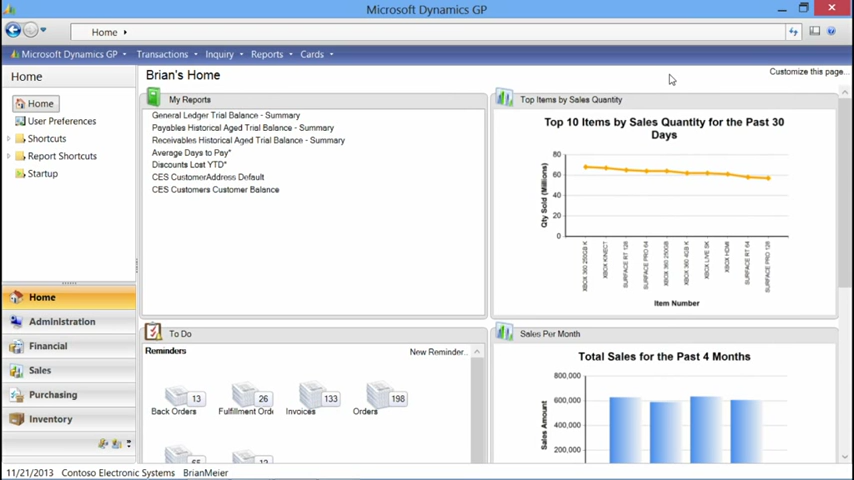 Microsoft Dynamics GP
Home
Microsoft Dynamics GP
Transactions
Inquiry
Reports
Cards
Home
Home
User Preferences
Shortcuts
Report Shortcuts
Startup
Home
Administration
Financial
Sales
Purchasing
Inventory
Brian's Home
Customize this page...
My Reports
General Ledger Trial Balance - Summary
Payables Historical Aged Trial Balance - Summary
Receivables Historical Aged Trial Balance - Summary
Average Days to Pay*
Discounts Lost YTD*
CES CustomerAddress Default
CES Customers Customer Balance
Top Items by Sales Quantity
Top 10 Items by Sales Quantity for the Past 30
Days
Qty Sold (Millions)
80
60
40
20
0
XBOX 360 250GB K
XBOX KINECT
SURFACE RT 128
SURFACE PRO 64
XBOX 360 250GB
XBOX 360 4GB K
XBOX LIVE SK
XBOX HDMI
SURFACE RT 64
SURFACE PRO 128
Item Number
To Do
Reminders
New Reminder...
13
Back Orders
26
Fulfillment Orde
133
Invoices
198
Orders
Sales Per Month
Total Sales for the Past 4 Months
Sales Amount
800,000
600,000
400,000
200,000
11/21/2013 Contoso Electronic Systems BrianMeier